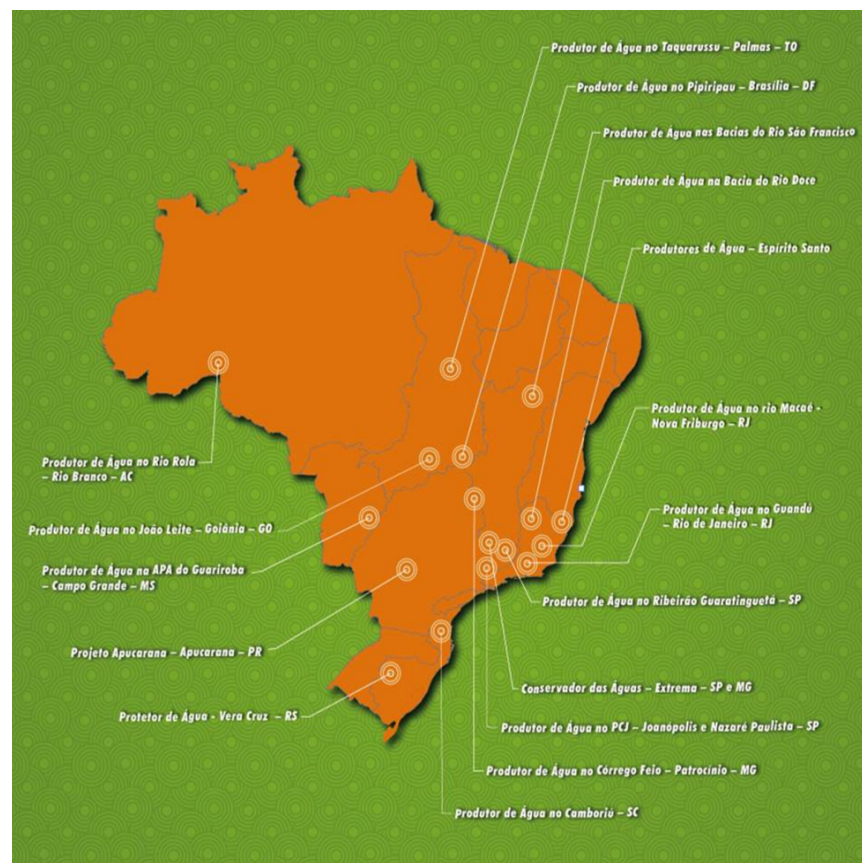 Produtor de Água no Taquarussu – Palmas – TO
Produtor de Água no Pipiripau – Brasília – DF
Produtor de Água nas Bacias do Rio São Francisco
Produtor de Água na Bacia do Rio Doce
Produtores de Água – Espírito Santo
Produtor de Água no rio Macaé -
Nova Friburgo – RJ
Produtor de Água no Rio Rola
– Rio Branco – AC
Produtor de Água no Guandú
– Rio de Janeiro – RJ
Produtor de Água no João Leite – Goiânia – GO
Produtor de Água na APA do Guariroba
– Campo Grande – MS
Produtor de Água no Ribeirão Guaratinguetá – SP
Projeto Apucarana – Apucarana – PR
Conservador das Águas – Extrema – SP e MG
Protetor de Água - Vera Cruz – RS
Produtor de Água no PCJ – Joanópolis e Nazaré Paulista – SP
Produtor de Água no Córrego Feio – Patrocínio – MG
Produtor de Água no Camboriú – SC